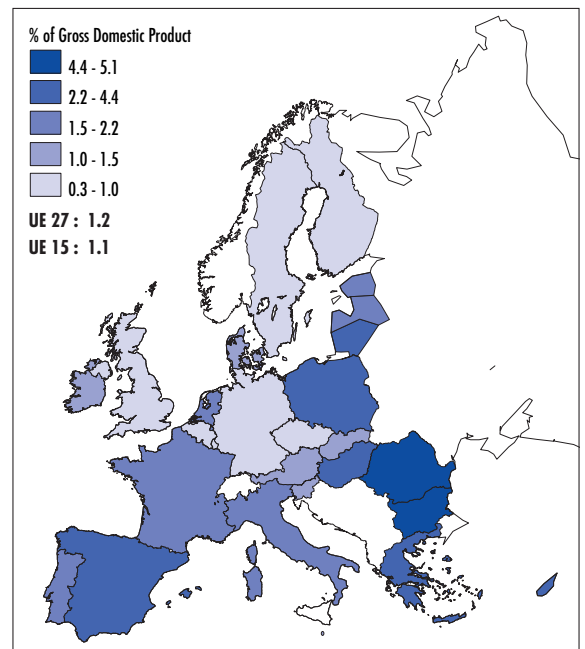 % of Gross Domestic Product
4.4 - 5.1
2.2 - 4.4
1.5 - 2.2
1.0 - 1.5
0.3 - 1.0
UE 27 : 1.2
UE 15 : 1.1